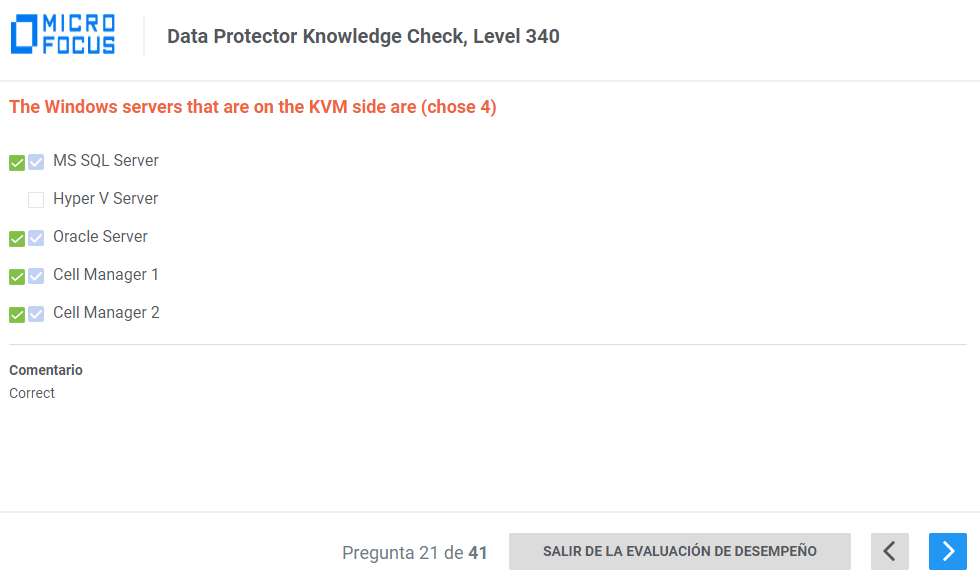 MICRO
FOCUS
Data Protector Knowledge Check, Level 340
The Windows servers that are on the KVM side are (chose 4)
MS SQL Server
Hyper V Server
Oracle Server
Cell Manager 1
Cell Manager 2
Comentario
Correct
Pregunta 21 de 41
SALIR DE LA EVALUACIÓN DE DESEMPEÑO